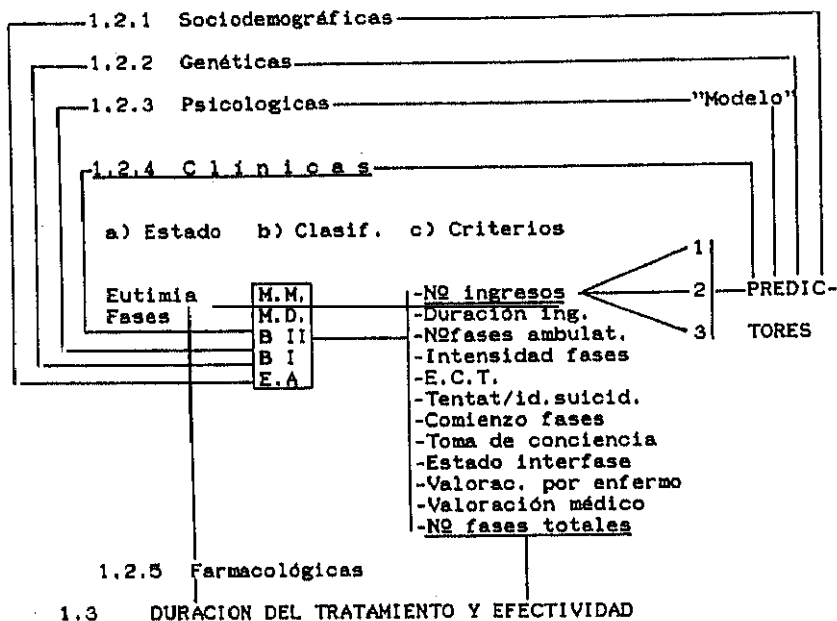 1.2.1 Sociodemográficas
1.2.2 Genéticas
1.2.3 Psicologicas "Modelo"
1.2.4 C l í n i c a s
a) Estado b) Clasif. c) Criterios
1
Eutimia M.M. -Nº ingresos 2 PREDIC-
Fases M.D. -Duración ing.
B II -Nºfases ambulat. 3 TORES
B I -Intensidad fases
E.A -E.C.T.
-Tentat/id.suicid.
-Comienzo fases
-Toma de conciencia
-Estado interfase
-Valorac. por enfermo
-Valoración médico
-Nº fases totales
1.2.5 Farmacológicas
1.3 DURACION DEL TRATAMIENTO Y EFECTIVIDAD